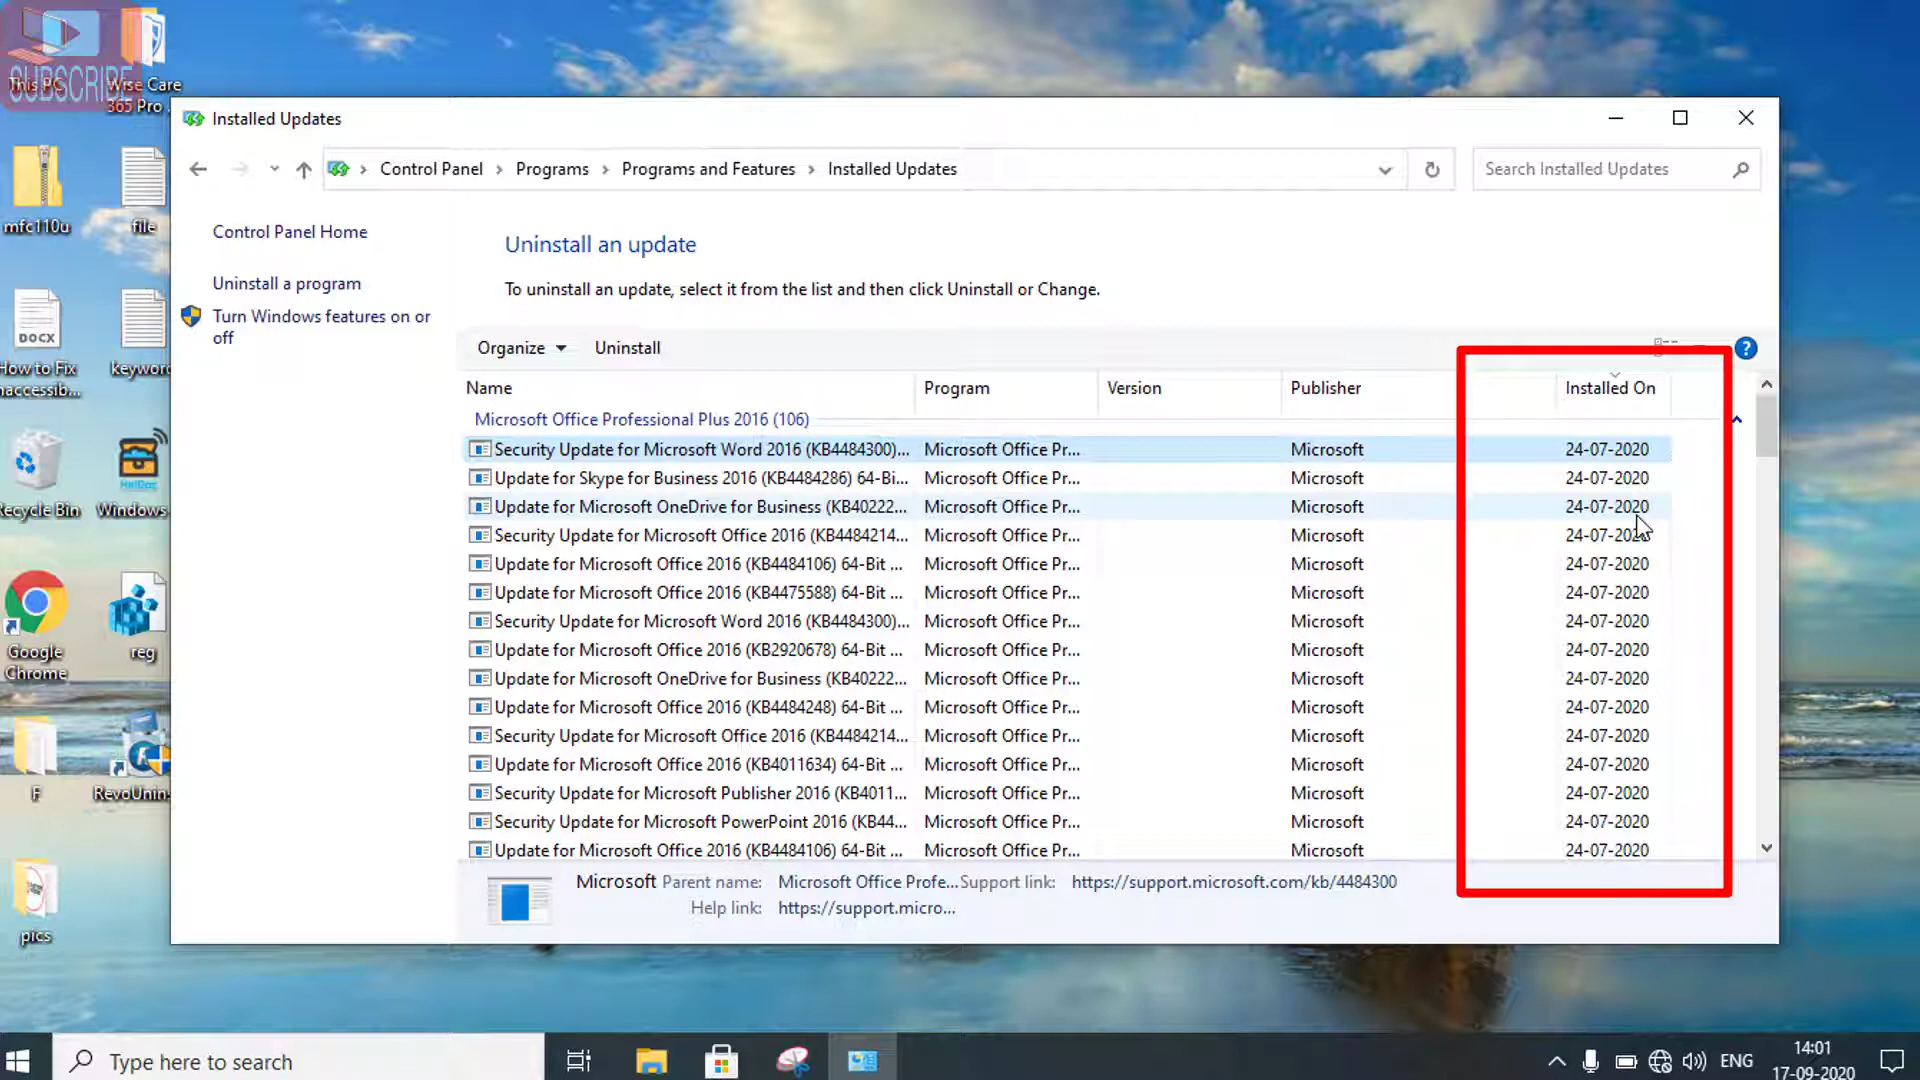 SUBSCRIBE
This PC
Wise Care
365 Pro
mfc110u
file
DOCX
How to Fix
naccessib...
keyword
Recycle Bin
Windows
Google
Chrome
reg
F
RevoUnin
pics
Installed Updates
Control Panel > Programs > Programs and Features > Installed Updates
Search Installed Updates
Control Panel Home
Uninstall a program
Turn Windows features on or
off
Uninstall an update
To uninstall an update, select it from the list and then click Uninstall or Change.
Organize Uninstall
Name Program Version Publisher Installed On
Microsoft Office Professional Plus 2016 (106)
Security Update for Microsoft Word 2016 (KB4484300)... Microsoft Office Pr... Microsoft 24-07-2020
Update for Skype for Business 2016 (KB4484286) 64-Bi... Microsoft Office Pr... Microsoft 24-07-2020
Update for Microsoft OneDrive for Business (KB40222... Microsoft Office Pr... Microsoft 24-07-2020
Security Update for Microsoft Office 2016 (KB4484214... Microsoft Office Pr... Microsoft 24-07-2020
Update for Microsoft Office 2016 (KB4484106) 64-Bit ... Microsoft Office Pr... Microsoft 24-07-2020
Update for Microsoft Office 2016 (KB4475588) 64-Bit ... Microsoft Office Pr... Microsoft 24-07-2020
Security Update for Microsoft Word 2016 (KB4484300)... Microsoft Office Pr... Microsoft 24-07-2020
Update for Microsoft Office 2016 (KB2920678) 64-Bit ... Microsoft Office Pr... Microsoft 24-07-2020
Update for Microsoft OneDrive for Business (KB40222... Microsoft Office Pr... Microsoft 24-07-2020
Update for Microsoft Office 2016 (KB4484248) 64-Bit ... Microsoft Office Pr... Microsoft 24-07-2020
Security Update for Microsoft Office 2016 (KB4484214... Microsoft Office Pr... Microsoft 24-07-2020
Update for Microsoft Office 2016 (KB4011634) 64-Bit ... Microsoft Office Pr... Microsoft 24-07-2020
Security Update for Microsoft Publisher 2016 (KB4011... Microsoft Office Pr... Microsoft 24-07-2020
Security Update for Microsoft PowerPoint 2016 (KB44... Microsoft Office Pr... Microsoft 24-07-2020
Update for Microsoft Office 2016 (KB4484106) 64-Bit ... Microsoft Office Pr... Microsoft 24-07-2020
Microsoft Parent name: Microsoft Office Profe... Support link: https://support.microsoft.com/kb/4484300
Help link: https://support.micro...
Type here to search
ENG
14:01
17-09-2020